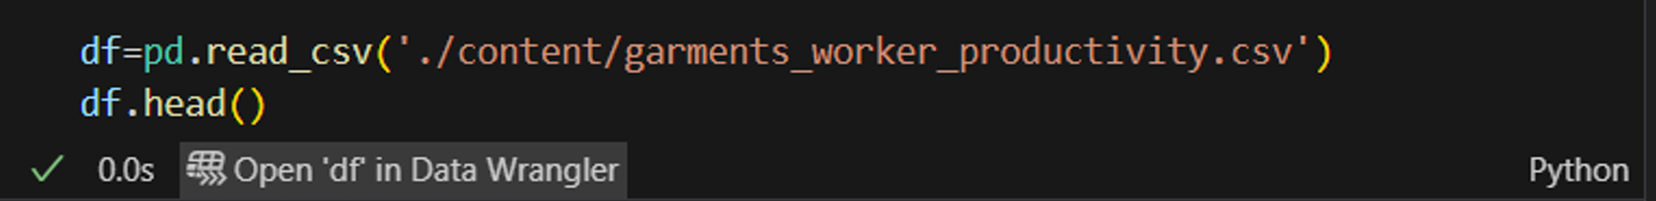 df=pd.read_csv('./content/garments_worker_productivity.csv')
df.head()
0.0s Open 'df' in Data Wrangler Python